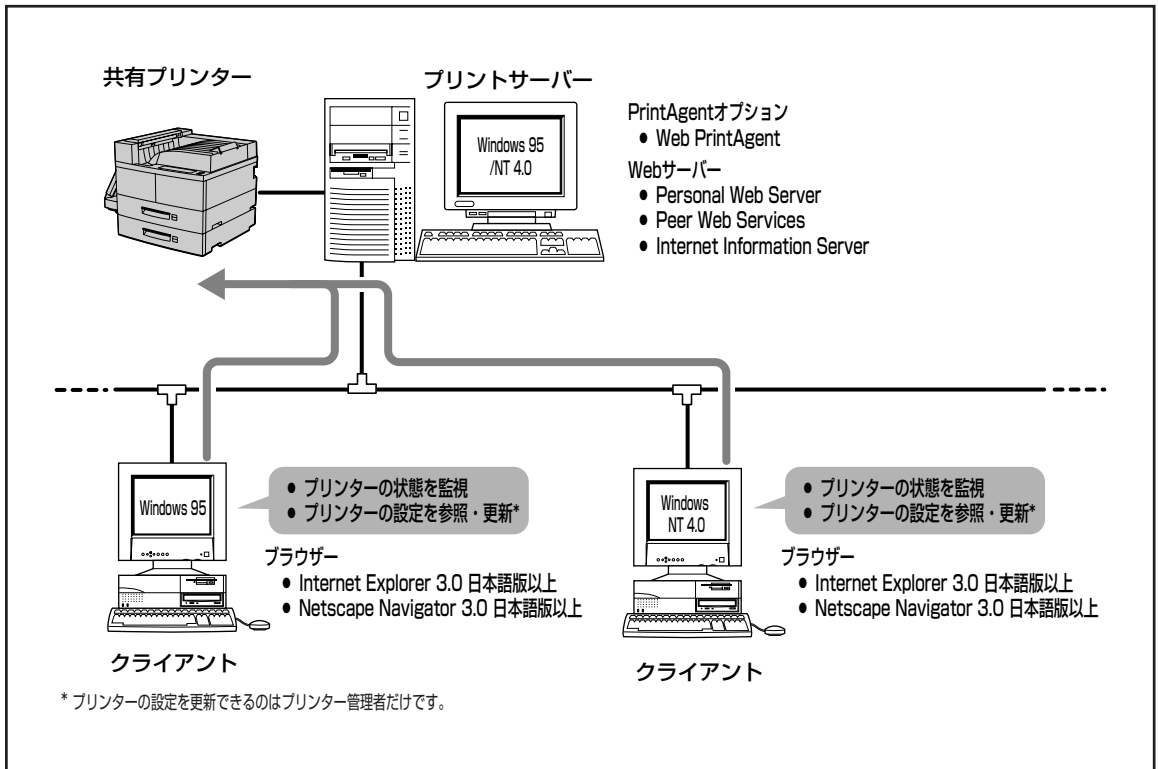 共有プリンター
プリントサーバー
Windows 95
/NT 4.0
PrintAgentオプション
● Web PrintAgent
Webサーバー
● Personal Web Server
● Peer Web Services
● Internet Information Server
Windows 95
● プリンターの状態を監視
● プリンターの設定を参照・更新*
ブラウザー
● Internet Explorer 3.0 日本語版以上
● Netscape Navigator 3.0 日本語版以上
クライアント
Windows
NT 4.0
● プリンターの状態を監視
● プリンターの設定を参照・更新*
ブラウザー
● Internet Explorer 3.0 日本語版以上
● Netscape Navigator 3.0 日本語版以上
クライアント
* プリンターの設定を更新できるのはプリンター管理者だけです。